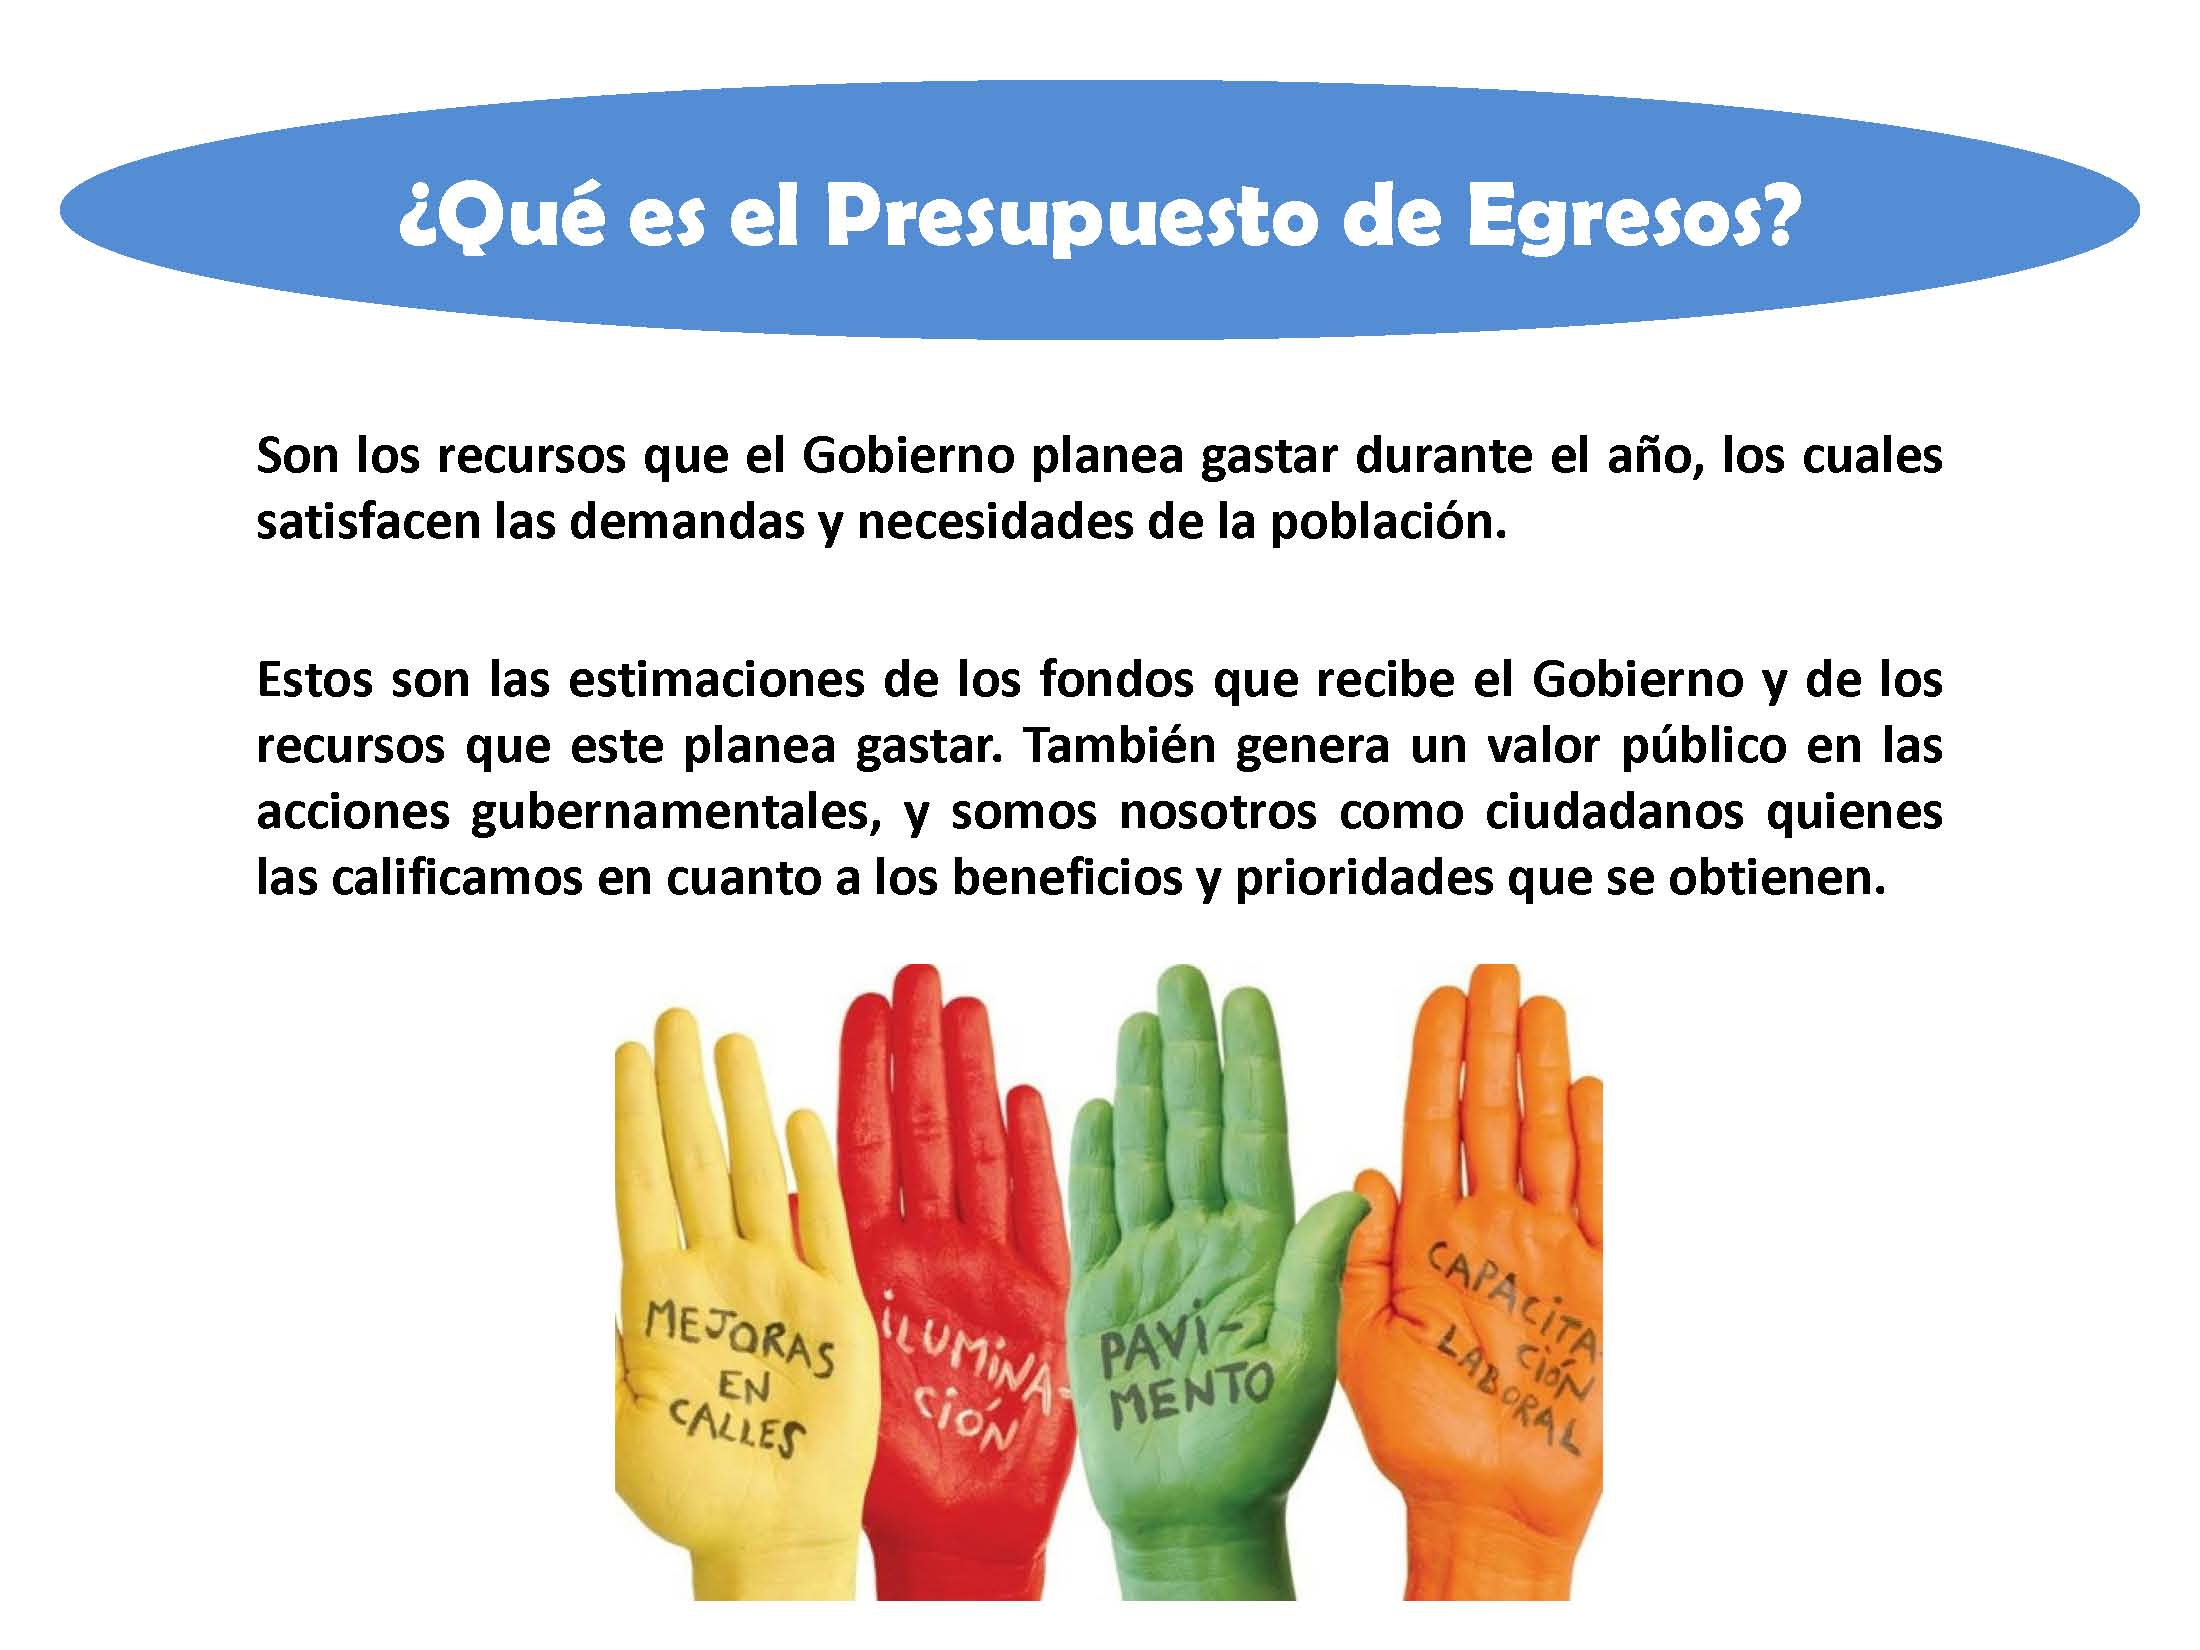 ¿Qué es el Presupuesto de Egresos?
Son los recursos que el Gobierno planea gastar durante el año, los cuales
satisfacen las demandas y necesidades de la población.
Estos son las estimaciones de los fondos que recibe el Gobierno y de los
recursos que este planea gastar. También genera un valor público en las
acciones gubernamentales, y somos nosotros como ciudadanos quienes
las calificamos en cuanto a los beneficios y prioridades que se obtienen.
MEJORAS
EN
CALLES
iLUMiNA-
CiÓN
PAVi-
MENTO
CAPACiTA
CiÓN
LABORAL